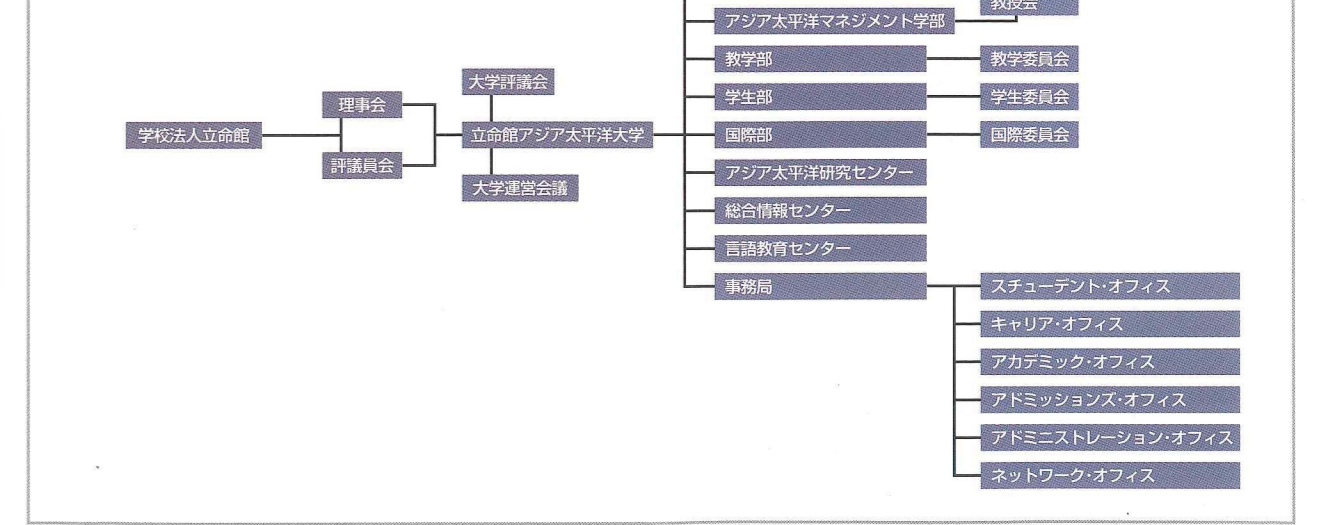 教授会
アジア太平洋マネジメント学部
教学部
教学委員会
大学評議会
学生部
学生委員会
理事会
学校法人立命館
立命館アジア太平洋大学
国際部
国際委員会
評議員会
アジア太平洋研究センター
大学運営会議
総合情報センター
言語教育センター
事務局
スチューデント・オフィス
キャリア・オフィス
アカデミック・オフィス
アドミッションズ・オフィス
アドミニストレーション・オフィス
ネットワーク・オフィス